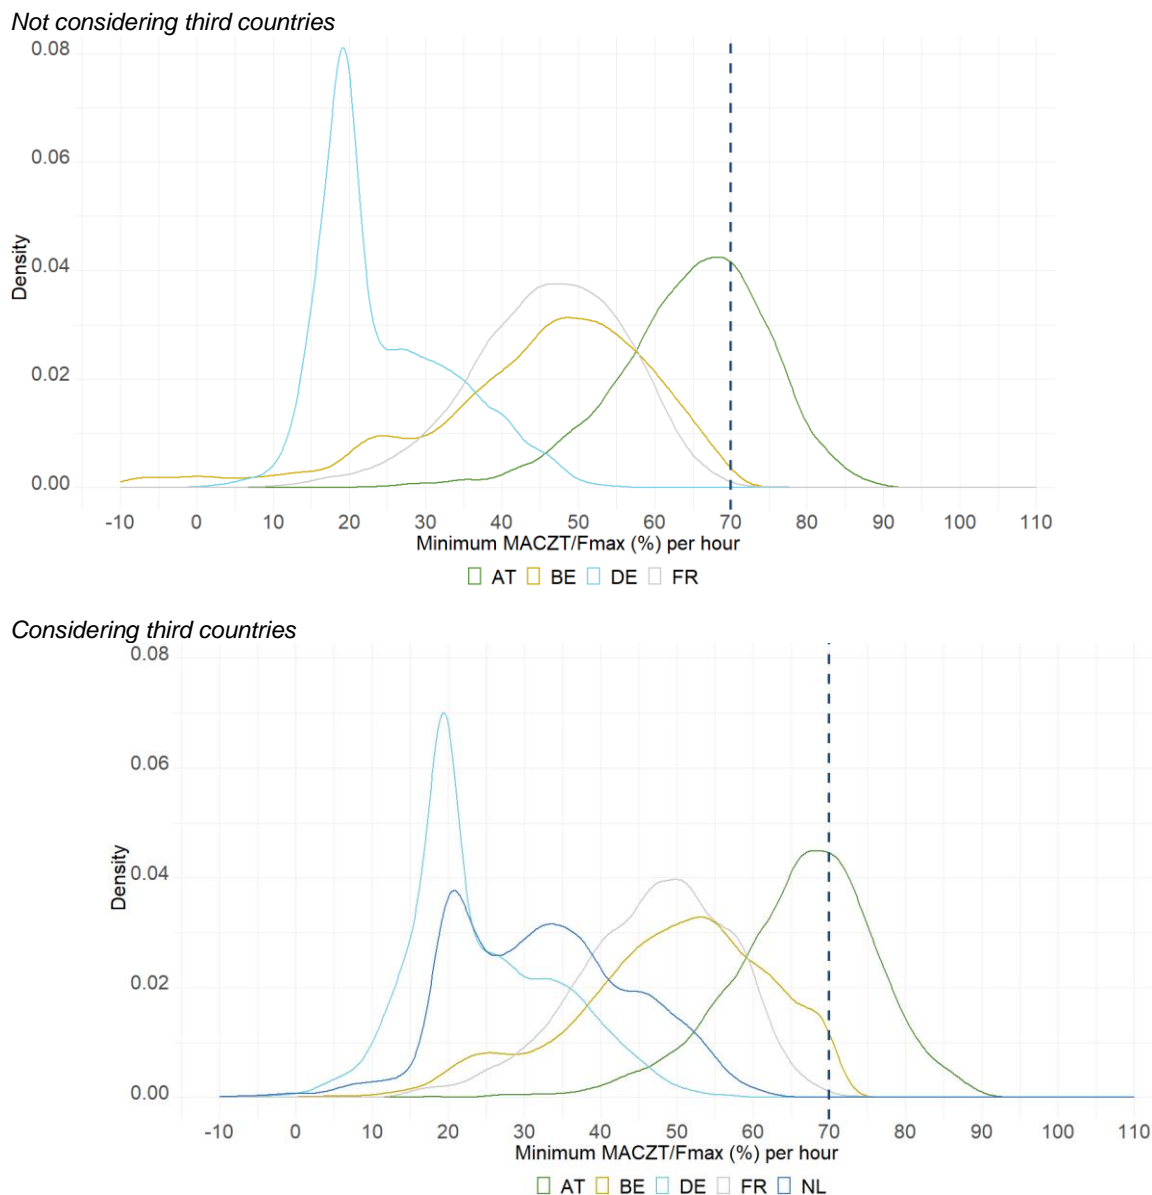 Not considering third countries
0.08
0.06
0.04
0.02
0.00
Density
-10 0 10 20 30 40 50 60 70 80 90 100 110
Minimum MACZT/Fmax (%) per hour
AT BE DE FR
Considering third countries
0.08
0.06
0.04
0.02
0.00
Density
-10 0 10 20 30 40 50 60 70 80 90 100 110
Minimum MACZT/Fmax (%) per hour
AT BE DE FR NL